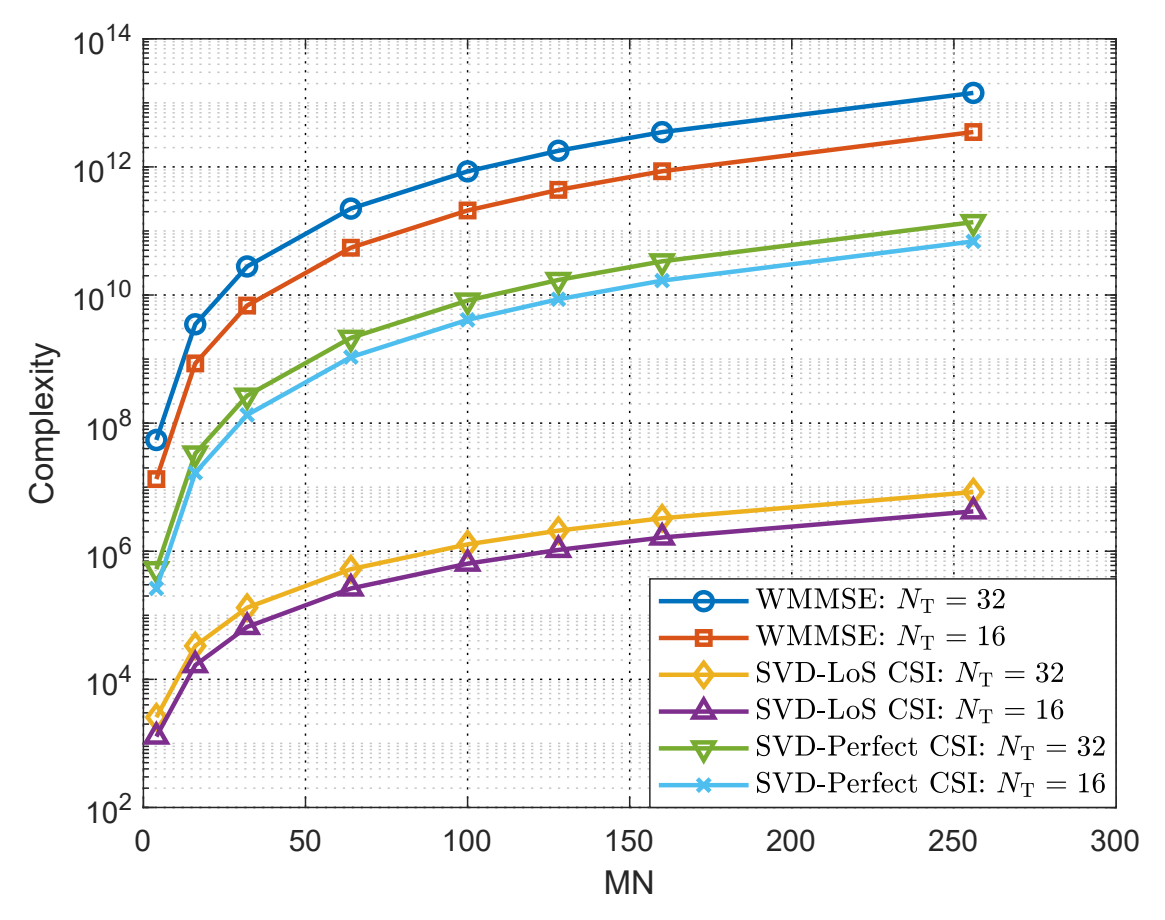 10^14
10^12
10^10
10^8
10^6
10^4
10^2
Complexity
0 50 100 150 200 250 300
MN
WMMSE: N_T = 32
WMMSE: N_T = 16
SVD-LoS CSI: N_T = 32
SVD-LoS CSI: N_T = 16
SVD-Perfect CSI: N_T = 32
SVD-Perfect CSI: N_T = 16